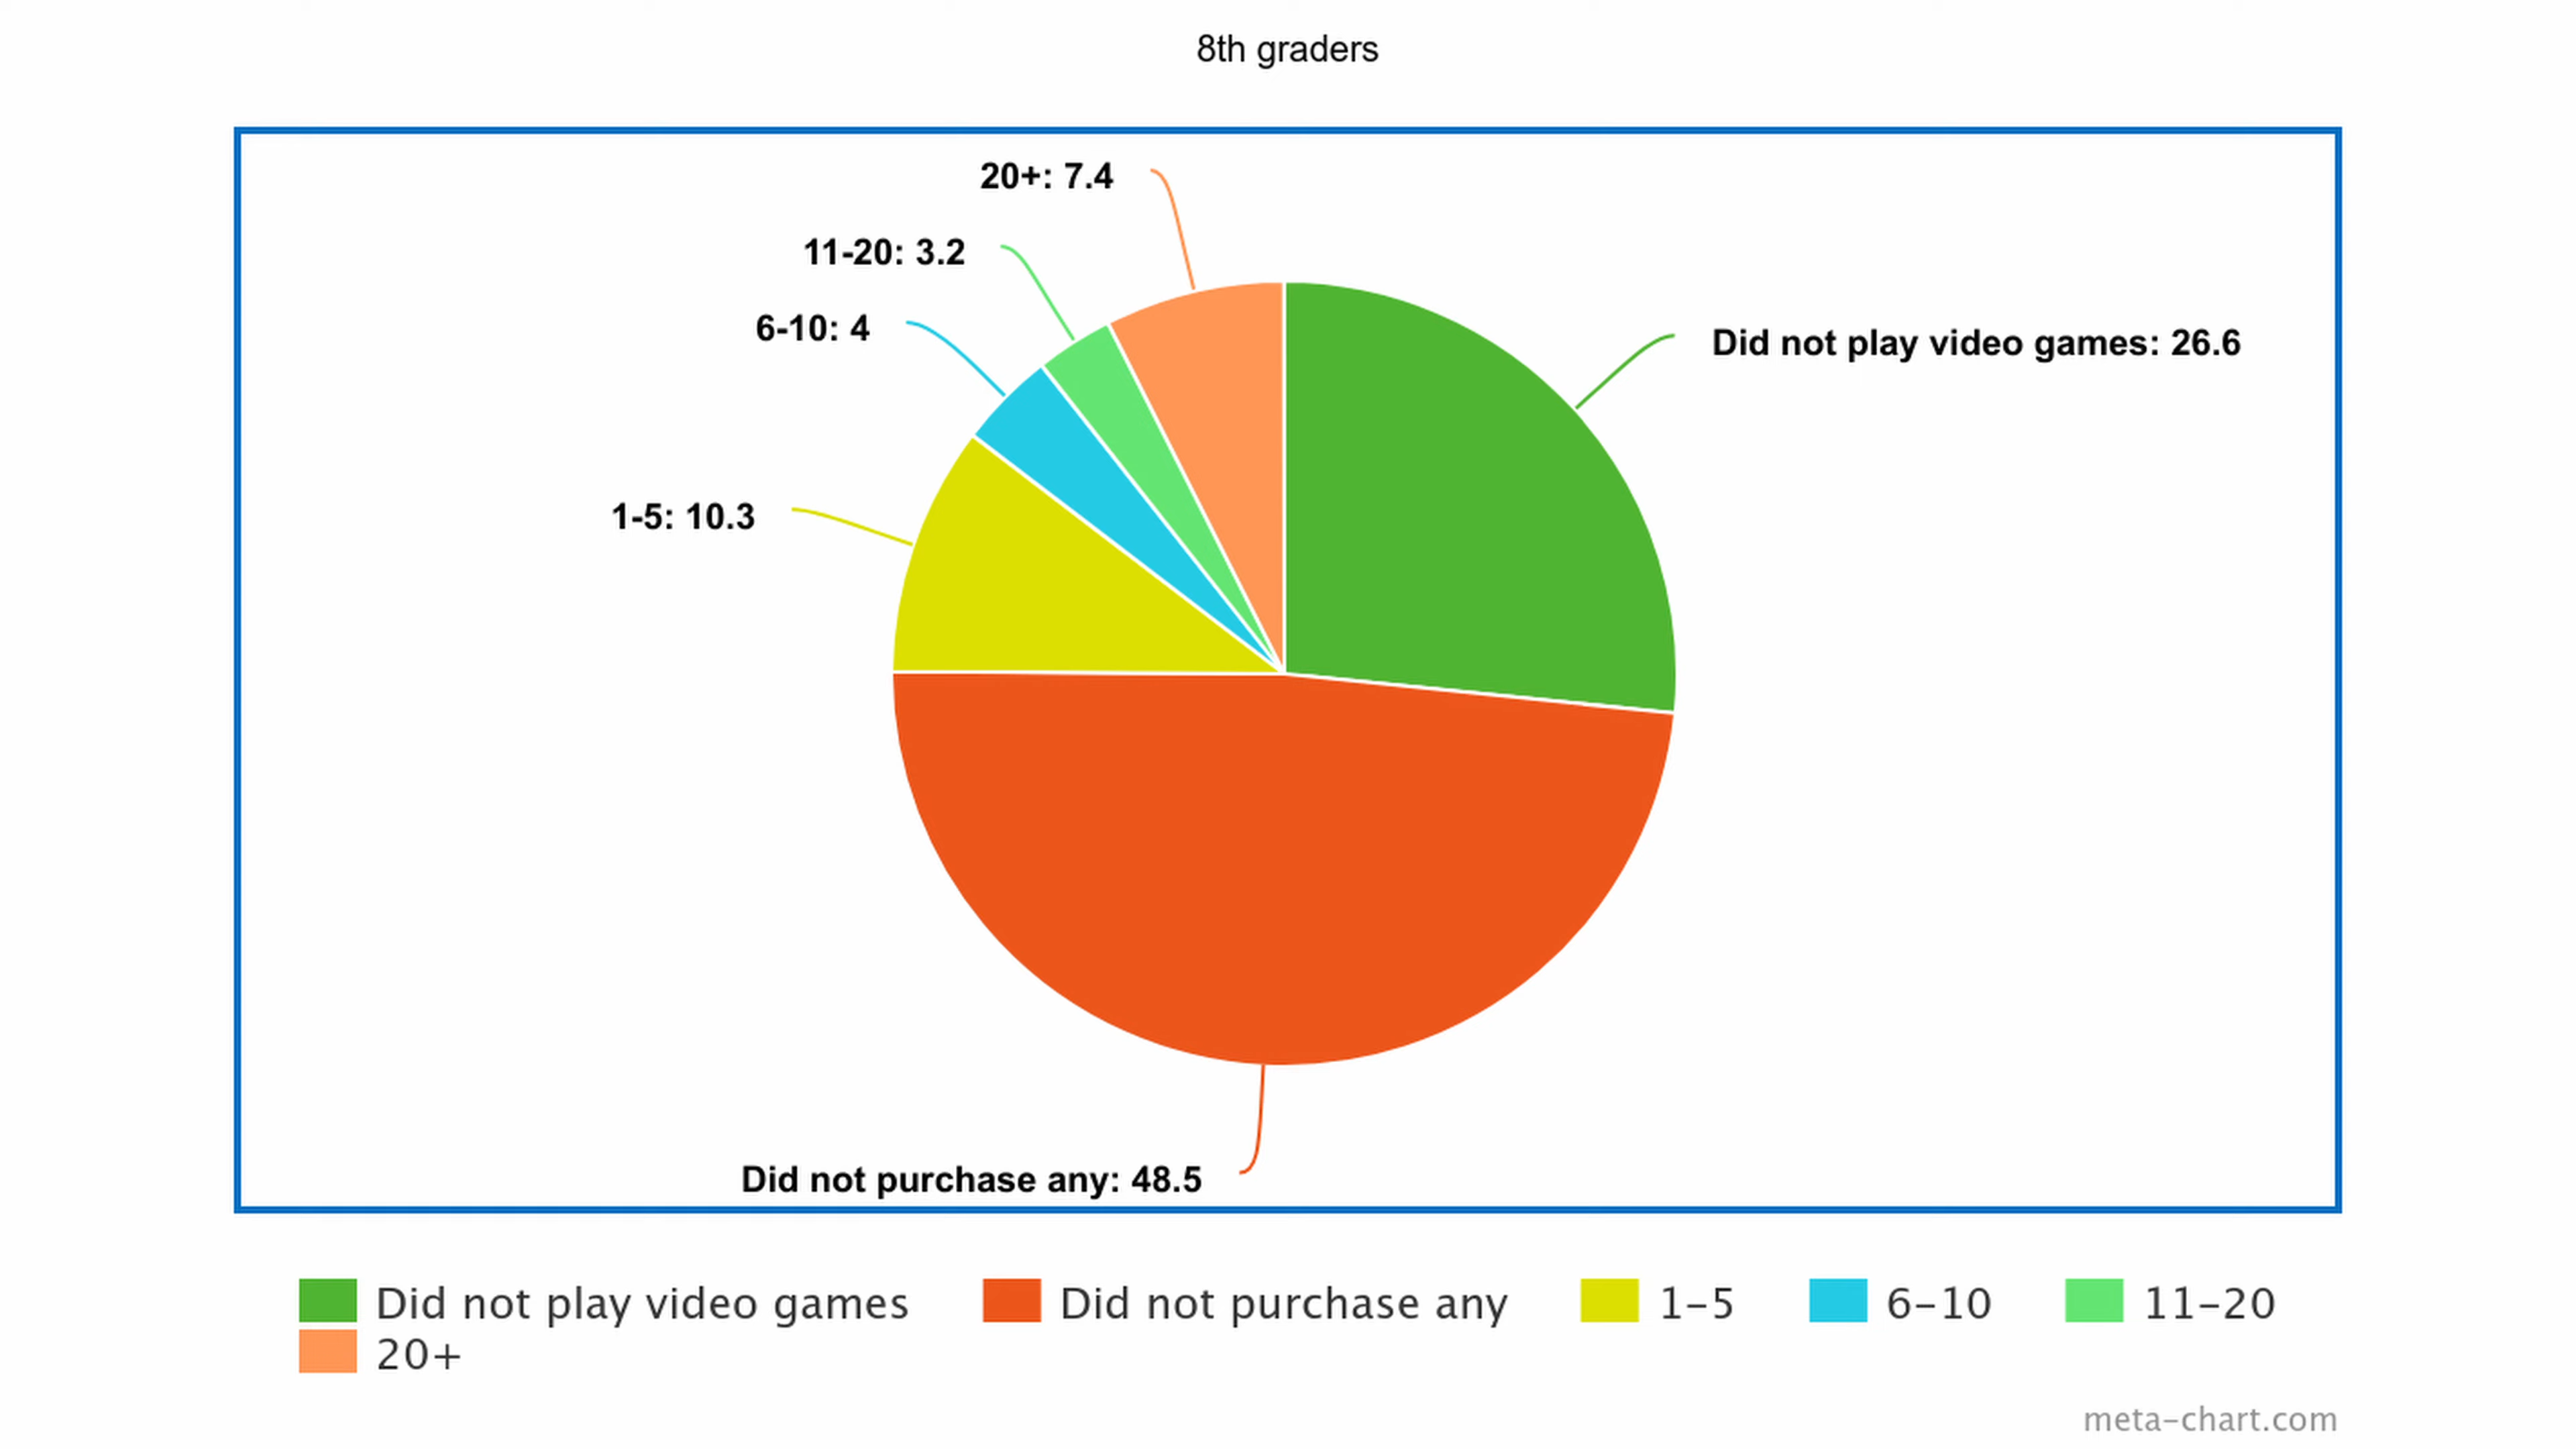 8th graders
20+: 7.4
11-20: 3.2
6-10: 4
Did not play video games: 26.6
1-5: 10.3
Did not purchase any: 48.5
Did not play video games
Did not purchase any
1–5
6–10
11–20
20+
meta-chart.com